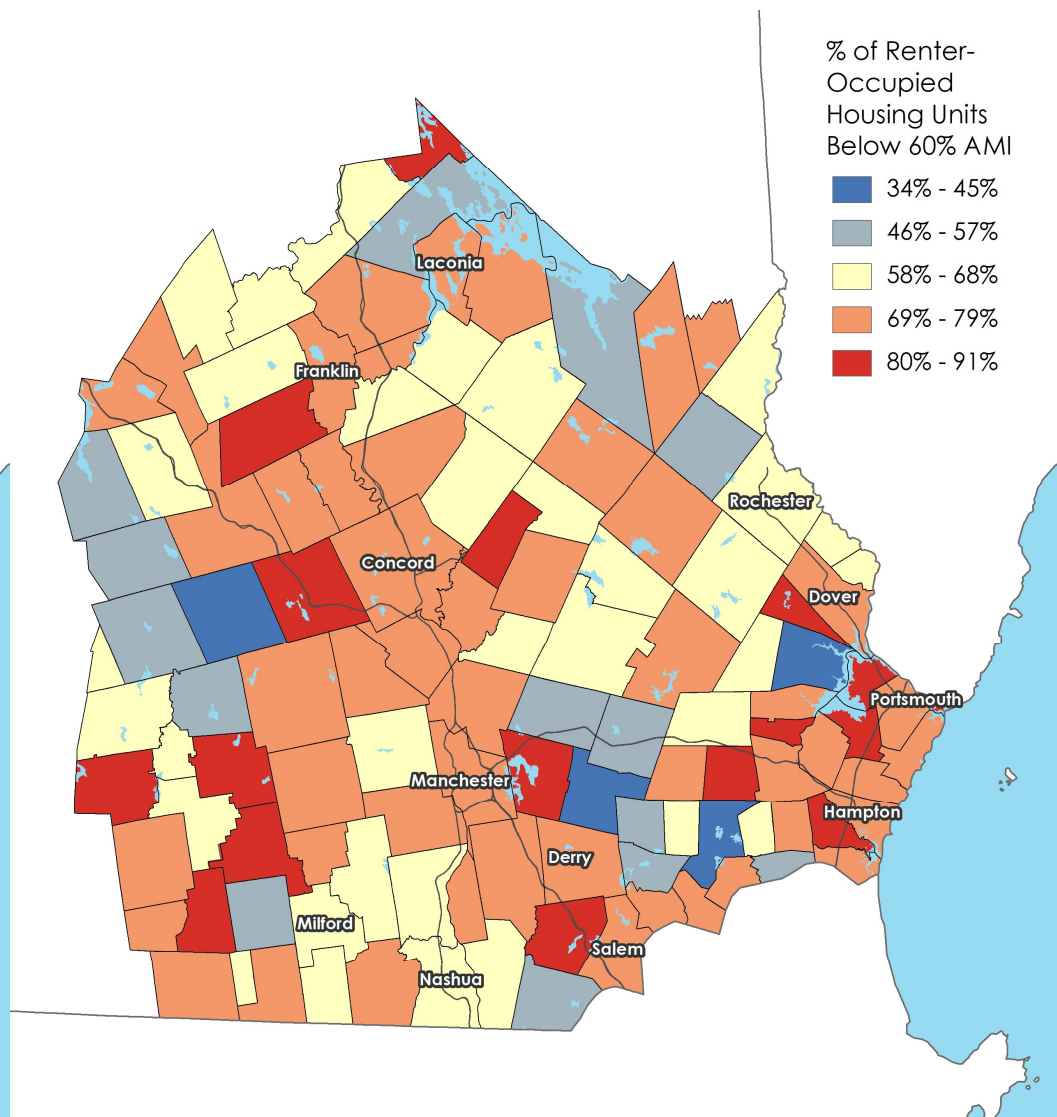 % of Renter-
Occupied
Housing Units
Below 60% AMI
34% - 45%
46% - 57%
58% - 68%
69% - 79%
80% - 91%
Laconia
Franklin
Rochester
Concord
Dover
Portsmouth
Manchester
Hampton
Derry
Milford
Salem
Nashua